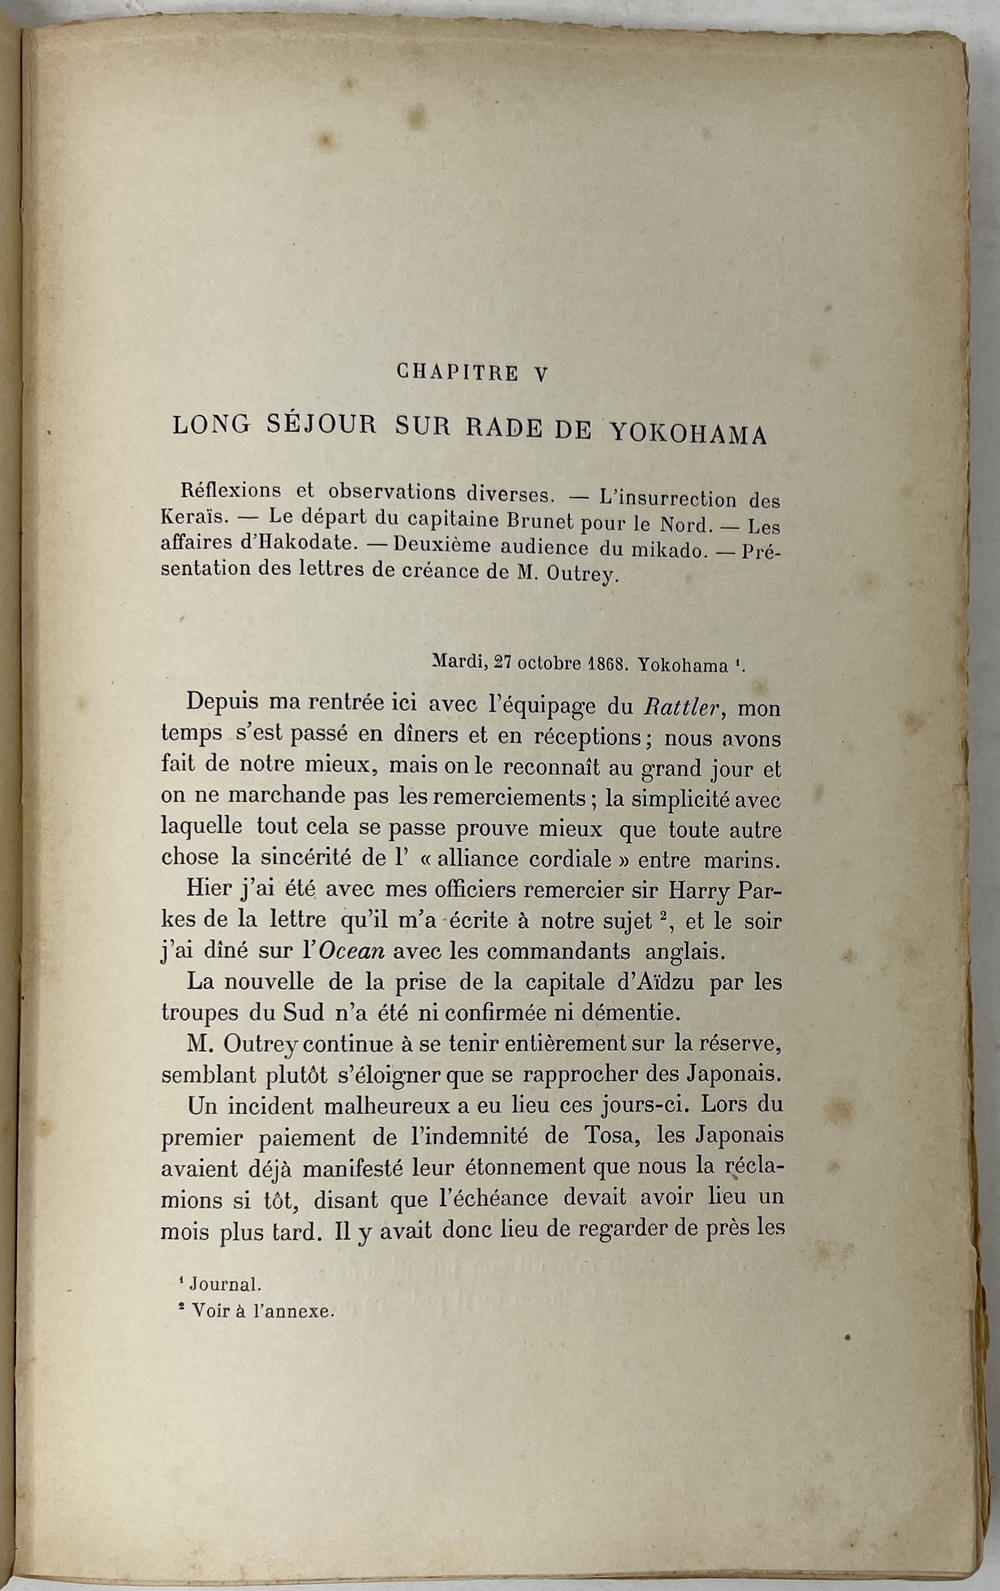 CHAPITRE V
LONG SÉJOUR SUR RADE DE YOKOHAMA
Réflexions et observations diverses. — L'insurrection des
Keraïs. — Le départ du capitaine Brunet pour le Nord. — Les
affaires d'Hakodate. — Deuxième audience du mikado. — Pré-
sentation des lettres de créance de M. Outrey.
Mardi, 27 octobre 1868. Yokohama ¹.
Depuis ma rentrée ici avec l'équipage du Rattler, mon
temps s'est passé en dîners et en réceptions; nous avons
fait de notre mieux, mais on le reconnaît au grand jour et
on ne marchande pas les remerciements; la simplicité avec
laquelle tout cela se passe prouve mieux que toute autre
chose la sincérité de l' « alliance cordiale » entre marins.
Hier j'ai été avec mes officiers remercier sir Harry Par-
kes de la lettre qu'il m'a écrite à notre sujet ², et le soir
j'ai dîné sur l'Ocean avec les commandants anglais.
La nouvelle de la prise de la capitale d'Aïdzu par les
troupes du Sud n'a été ni confirmée ni démentie.
M. Outrey continue à se tenir entièrement sur la réserve,
semblant plutôt s'éloigner que se rapprocher des Japonais.
Un incident malheureux a eu lieu ces jours-ci. Lors du
premier paiement de l'indemnité de Tosa, les Japonais
avaient déjà manifesté leur étonnement que nous la récla-
mions si tôt, disant que l'échéance devait avoir lieu un
mois plus tard. Il y avait donc lieu de regarder de près les
¹ Journal.
² Voir à l'annexe.